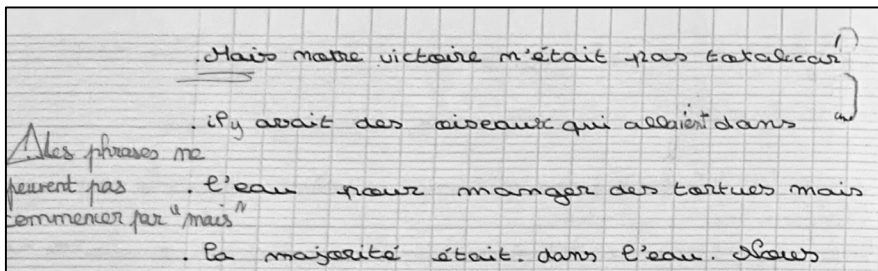 . Mais notre victoire n'était pas totale car
. il y avait des oiseaux qui allaient dans
⚠ les phrases ne
peuvent pas
commencer par "mais"
. l'eau pour manger des tortues mais
. la majorité était. dans l'eau. Nous